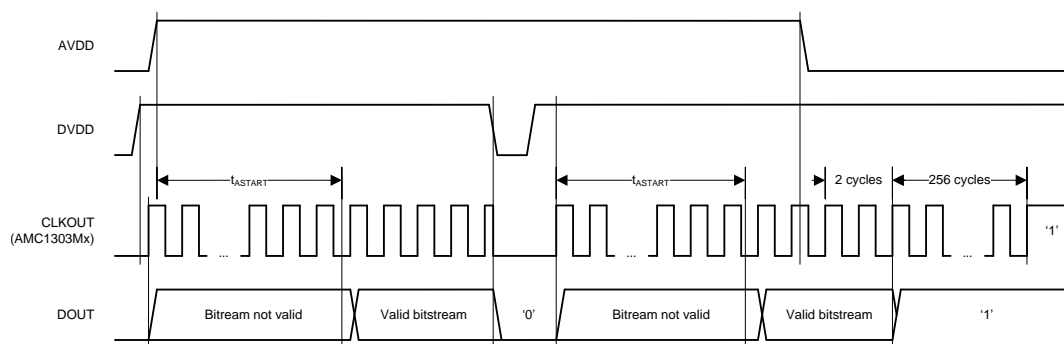 AVDD
DVDD
tASTART
tASTART
2 cycles
256 cycles
CLKOUT
(AMC1303Mx)
...
...
...
'1'
DOUT
Bitream not valid
Valid bitstream
'0'
Bitream not valid
Valid bitstream
'1'